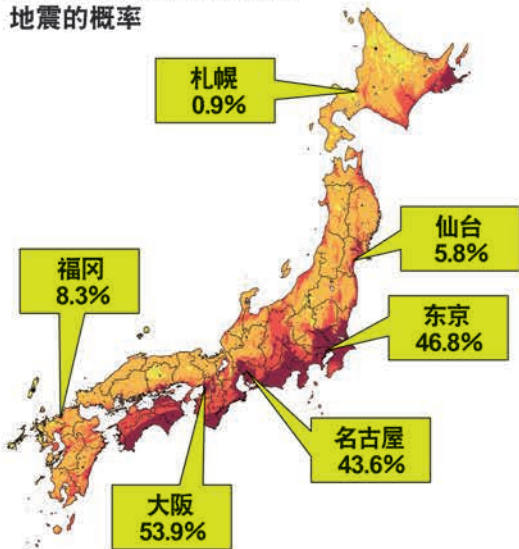 地震的概率
札幌
0.9%
仙台
5.8%
福冈
8.3%
东京
46.8%
名古屋
43.6%
大阪
53.9%